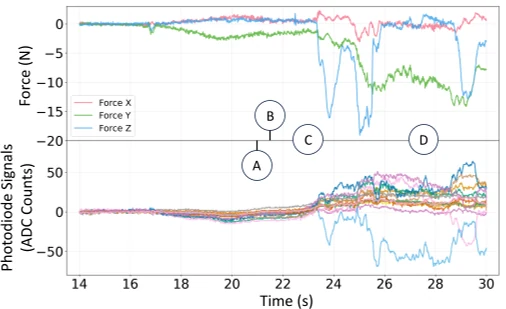 Force (N)
0
−5
−10
−15
−20
Force X
Force Y
Force Z
B
A
C
D
Photodiode Signals
(ADC Counts)
50
0
−50
14 16 18 20 22 24 26 28 30
Time (s)